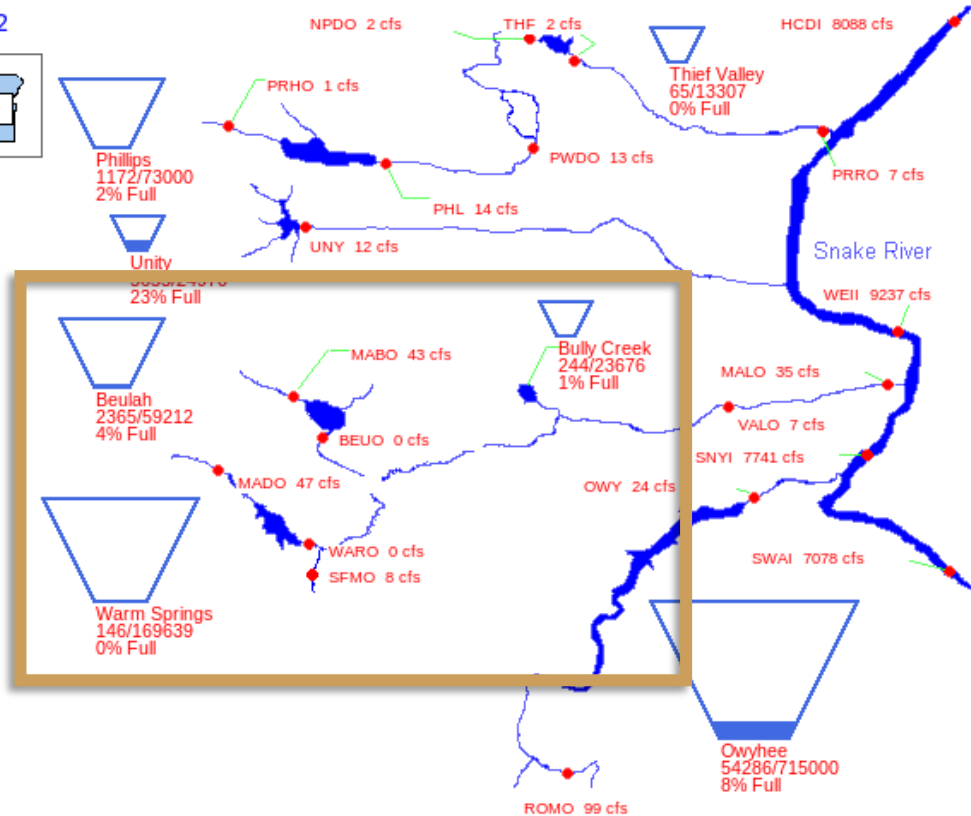 2
NPDO 2 cfs
THF 2 cfs
HCDI 8088 cfs
Thief Valley
65/13307
0% Full
PRHO 1 cfs
Phillips
1172/73000
2% Full
PWDO 13 cfs
PRRO 7 cfs
PHL 14 cfs
UNY 12 cfs
Snake River
Unity
23% Full
WEII 9237 cfs
Bully Creek
244/23676
1% Full
MABO 43 cfs
MALO 35 cfs
Beulah
2365/59212
4% Full
VALO 7 cfs
BEUO 0 cfs
SNYI 7741 cfs
MADO 47 cfs
OWY 24 cfs
WARO 0 cfs
SWAI 7078 cfs
SFMO 8 cfs
Warm Springs
146/169639
0% Full
Owyhee
54286/715000
8% Full
ROMO 99 cfs